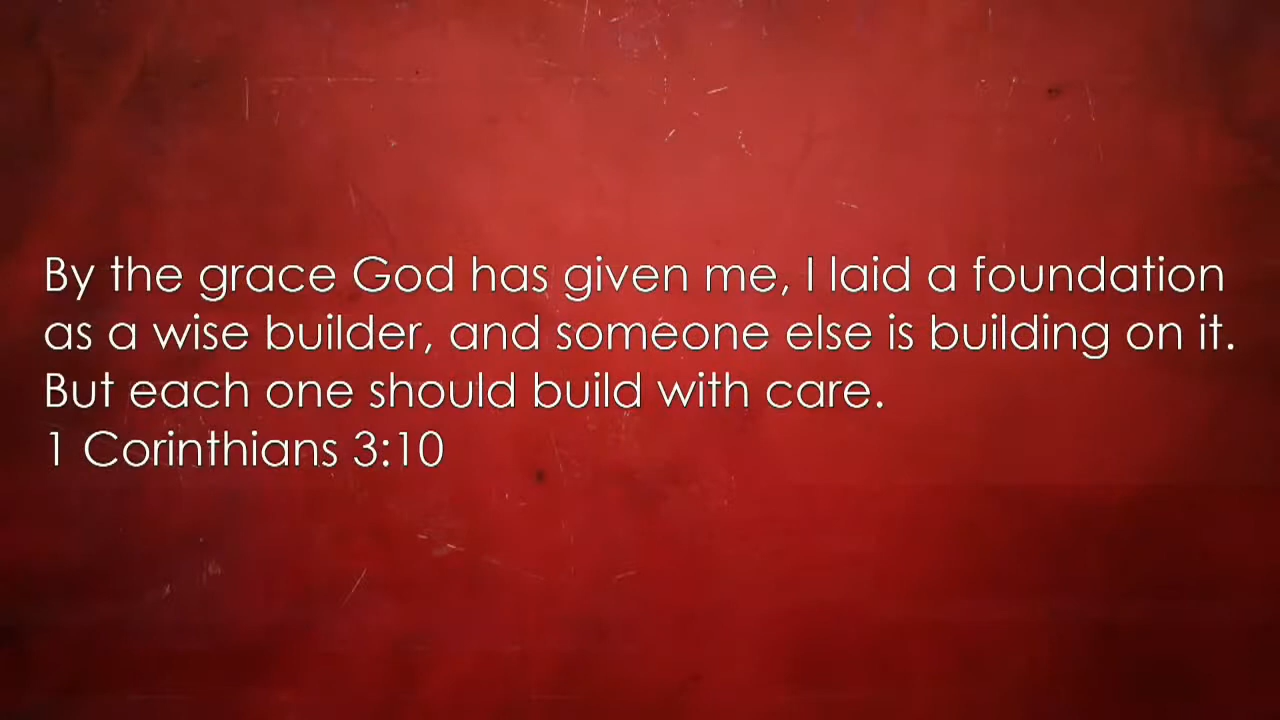 By the grace God has given me, I laid a foundation
as a wise builder, and someone else is building on it.
But each one should build with care.
1 Corinthians 3:10